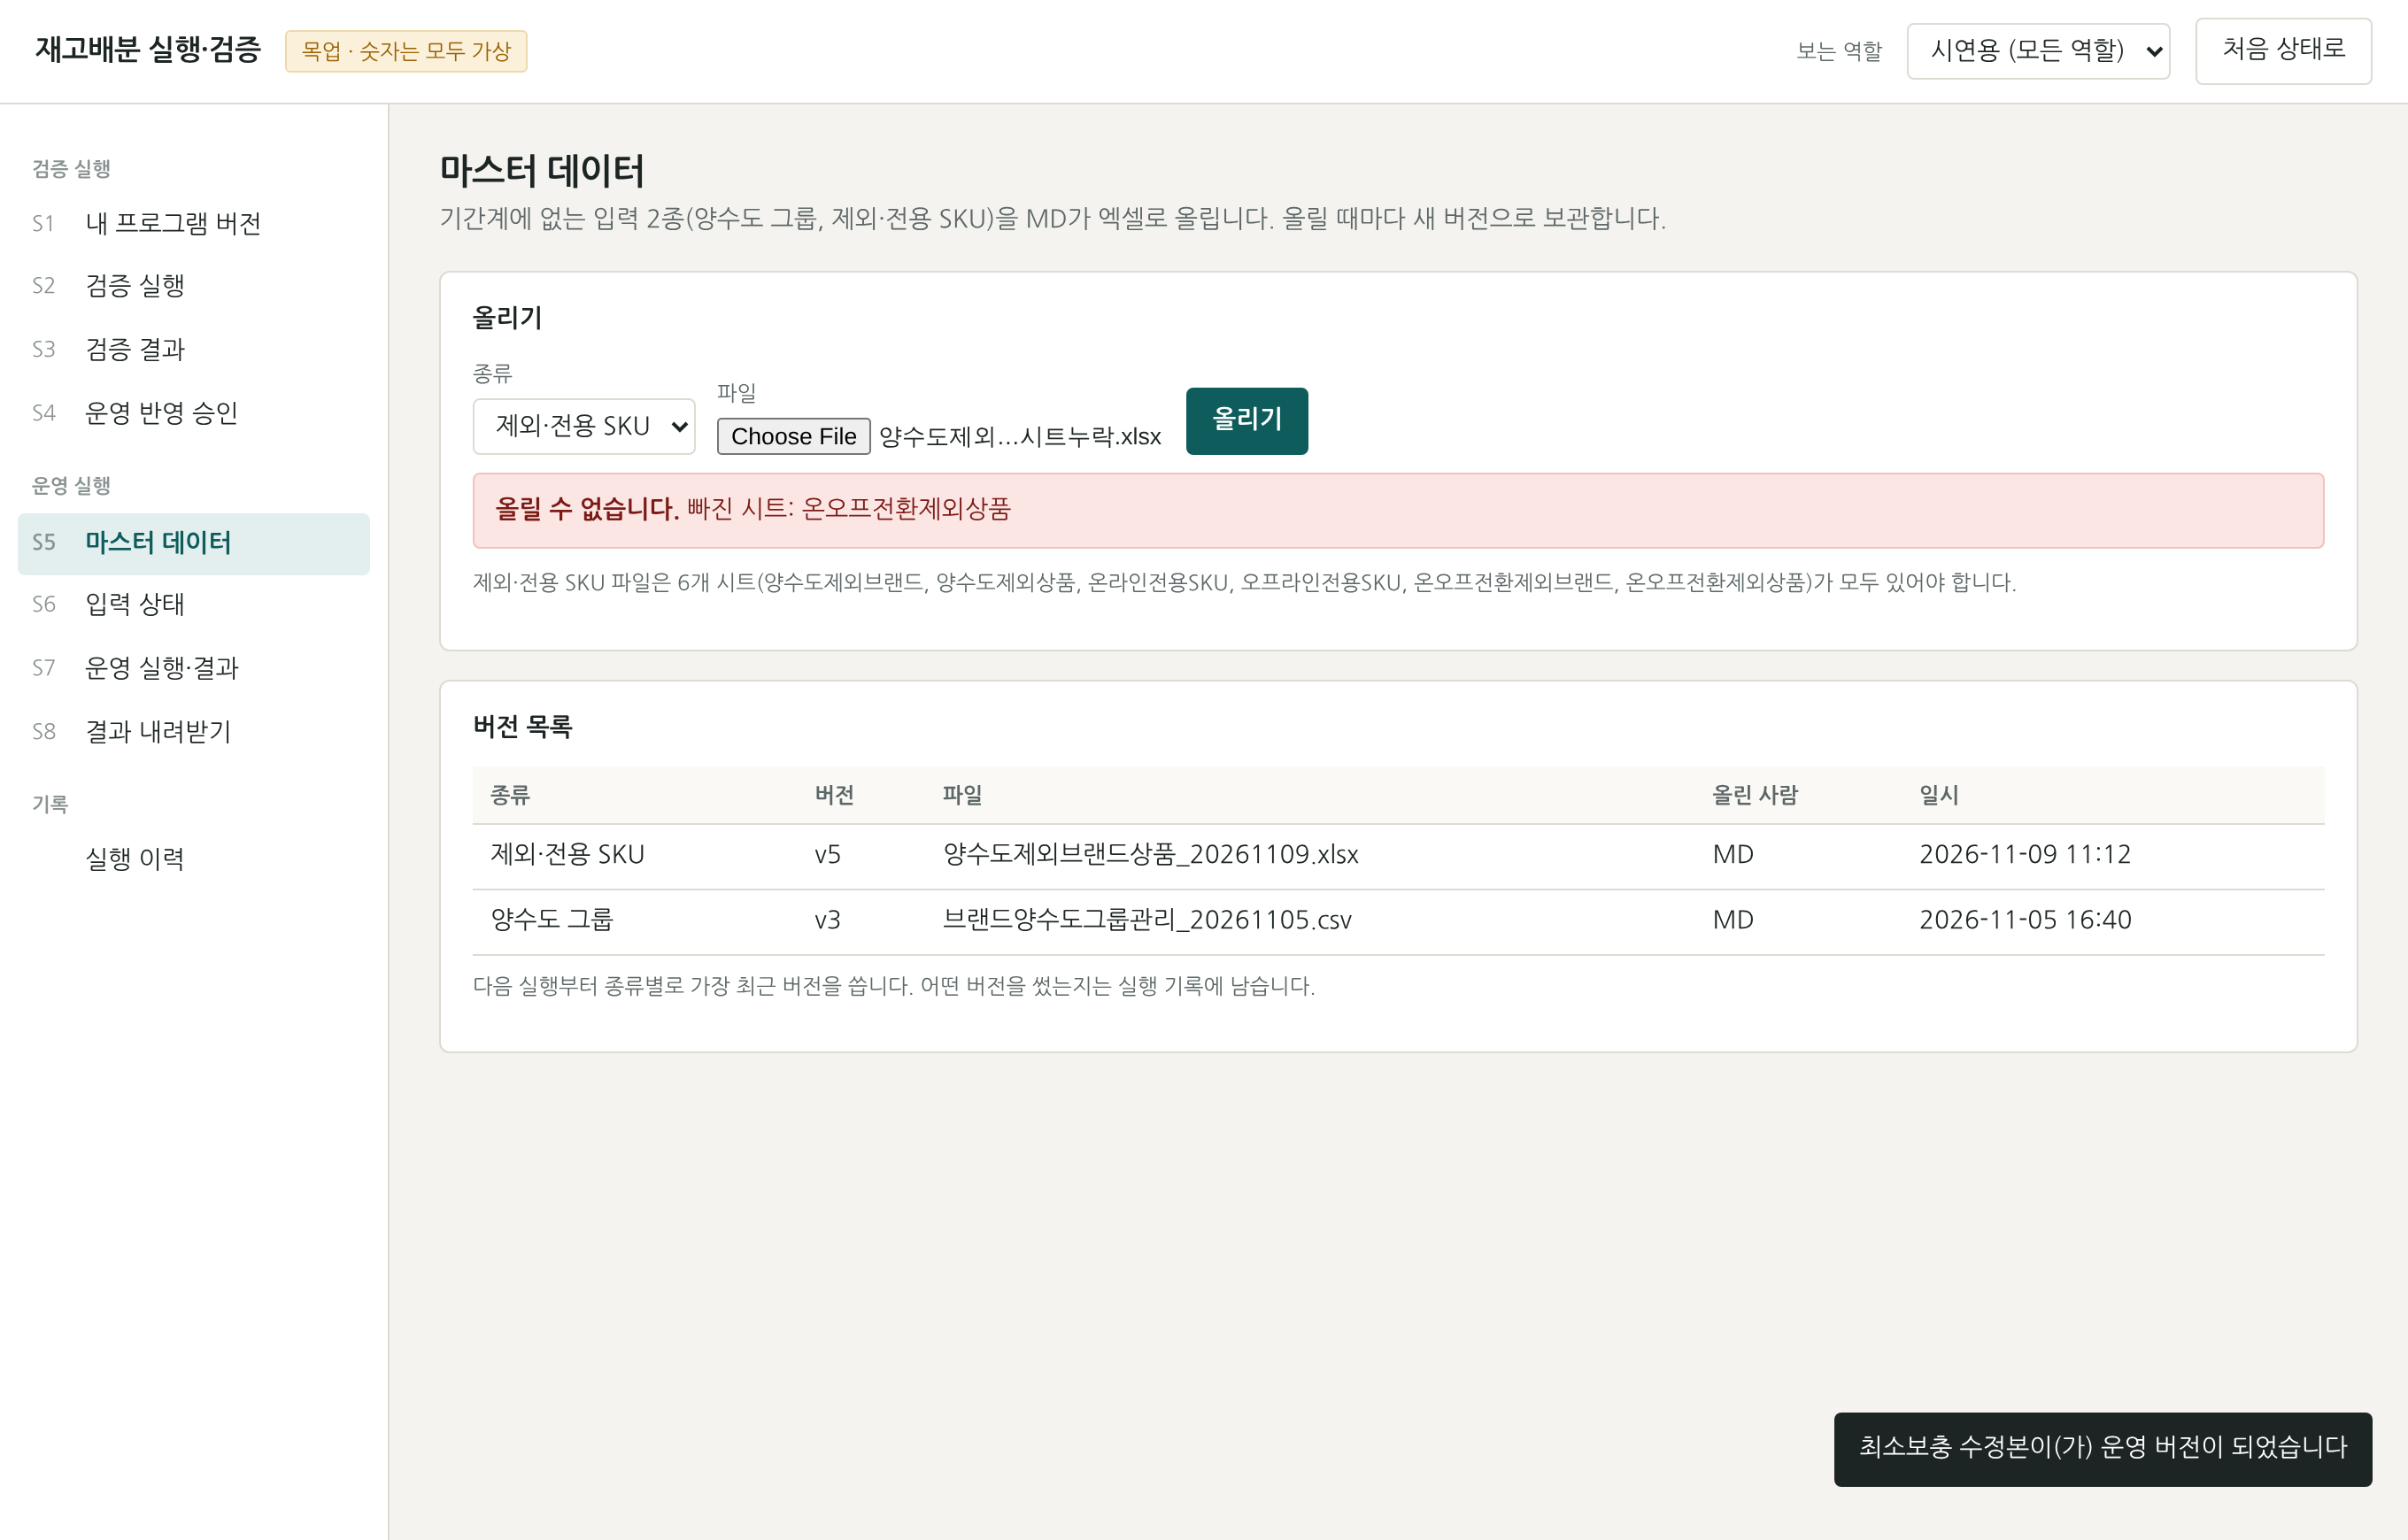 재고배분 실행·검증
목업 · 숫자는 모두 가상
보는 역할
시연용 (모든 역할)
처음 상태로
검증 실행
S1 내 프로그램 버전
S2 검증 실행
S3 검증 결과
S4 운영 반영 승인
운영 실행
S5 마스터 데이터
S6 입력 상태
S7 운영 실행·결과
S8 결과 내려받기
기록
실행 이력
마스터 데이터
기간계에 없는 입력 2종(양수도 그룹, 제외·전용 SKU)을 MD가 엑셀로 올립니다. 올릴 때마다 새 버전으로 보관합니다.
올리기
종류
제외·전용 SKU
파일
Choose File 양수도제외...시트누락.xlsx
올리기
올릴 수 없습니다. 빠진 시트: 온오프전환제외상품
제외·전용 SKU 파일은 6개 시트(양수도제외브랜드, 양수도제외상품, 온라인전용SKU, 오프라인전용SKU, 온오프전환제외브랜드, 온오프전환제외상품)가 모두 있어야 합니다.
버전 목록
종류 버전 파일 올린 사람 일시
제외·전용 SKU v5 양수도제외브랜드상품_20261109.xlsx MD 2026-11-09 11:12
양수도 그룹 v3 브랜드양수도그룹관리_20261105.csv MD 2026-11-05 16:40
다음 실행부터 종류별로 가장 최근 버전을 씁니다. 어떤 버전을 썼는지는 실행 기록에 남습니다.
최소보충 수정본이(가) 운영 버전이 되었습니다